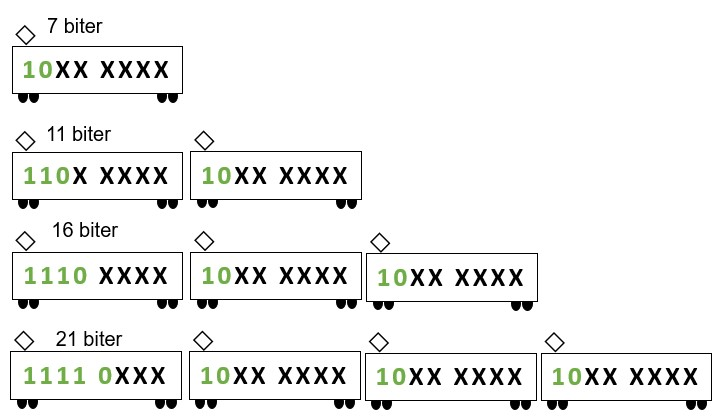 7 biter
10XX XXXX
11 biter
110X XXXX 10XX XXXX
16 biter
1110 XXXX 10XX XXXX 10XX XXXX
21 biter
1111 0XXX 10XX XXXX 10XX XXXX 10XX XXXX